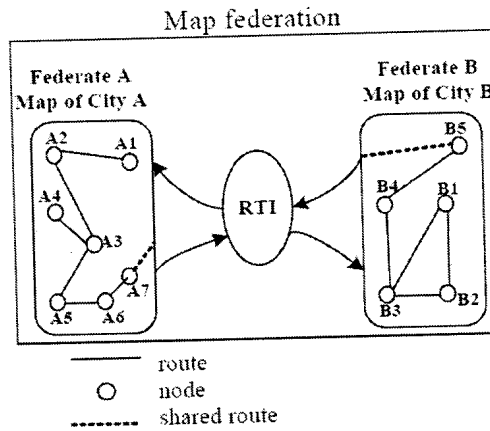 Map federation
Federate A
Map of City A
Federate B
Map of City B
A2
A1
A4
A3
A7
A5
A6
RTI
B5
B4
B1
B3
B2
route
node
shared route